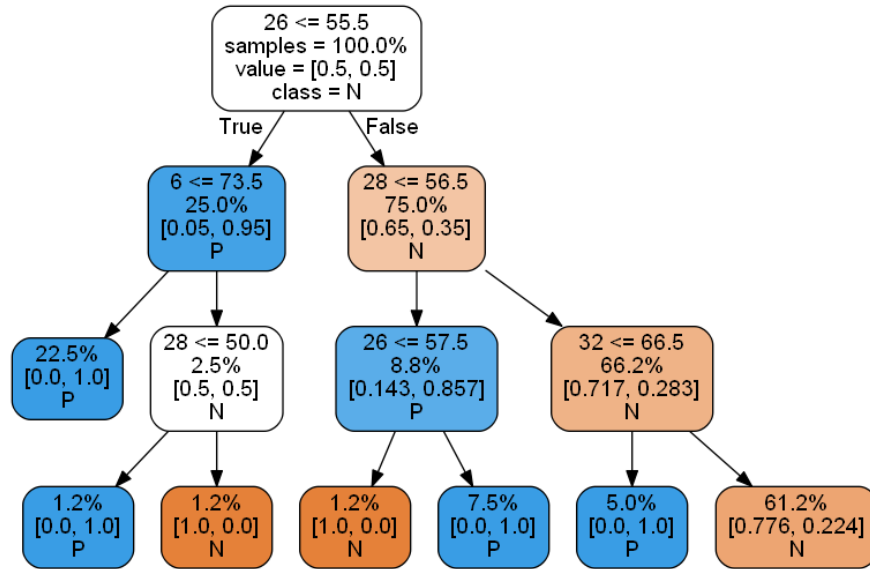 26 <= 55.5
samples = 100.0%
value = [0.5, 0.5]
class = N
True
False
6 <= 73.5
25.0%
[0.05, 0.95]
P
28 <= 56.5
75.0%
[0.65, 0.35]
N
22.5%
[0.0, 1.0]
P
28 <= 50.0
2.5%
[0.5, 0.5]
N
26 <= 57.5
8.8%
[0.143, 0.857]
P
32 <= 66.5
66.2%
[0.717, 0.283]
N
1.2%
[0.0, 1.0]
P
1.2%
[1.0, 0.0]
N
1.2%
[1.0, 0.0]
N
7.5%
[0.0, 1.0]
P
5.0%
[0.0, 1.0]
P
61.2%
[0.776, 0.224]
N